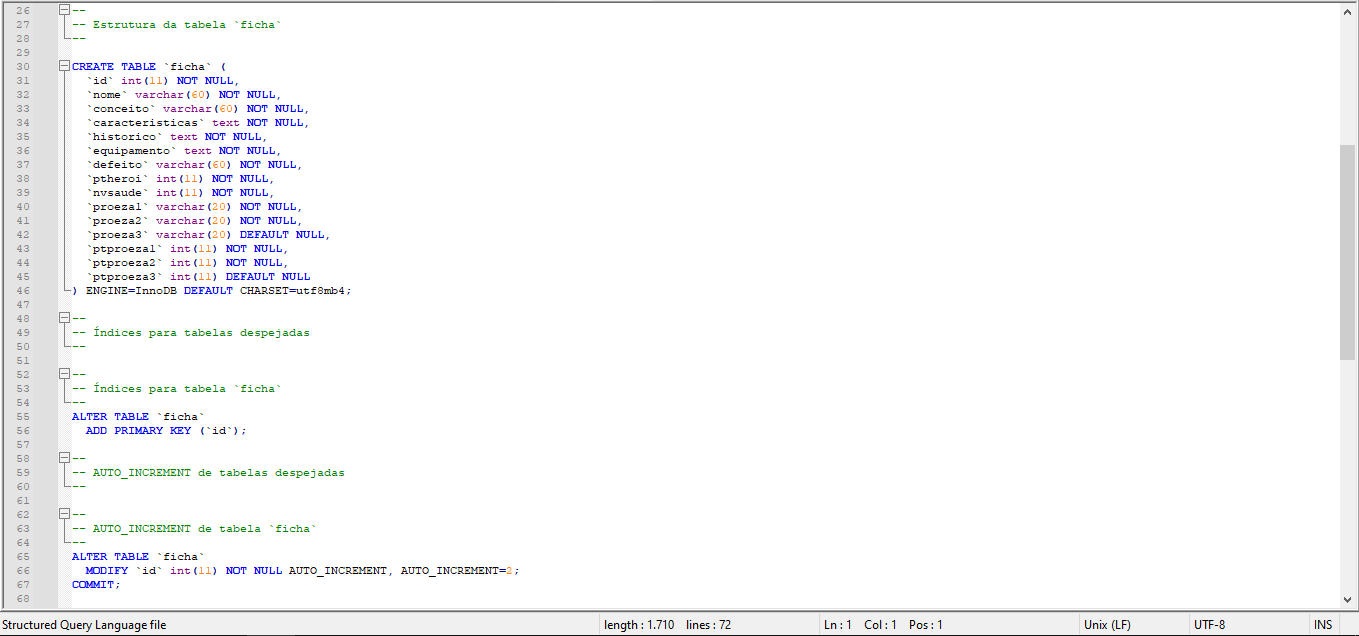 26 --
27 -- Estrutura da tabela `ficha`
28 --
29
30 CREATE TABLE `ficha` (
31   `id` int(11) NOT NULL,
32   `nome` varchar(60) NOT NULL,
33   `conceito` varchar(60) NOT NULL,
34   `caracteristicas` text NOT NULL,
35   `historico` text NOT NULL,
36   `equipamento` text NOT NULL,
37   `defeito` varchar(60) NOT NULL,
38   `ptheroi` int(11) NOT NULL,
39   `nvsaude` int(11) NOT NULL,
40   `proeza1` varchar(20) NOT NULL,
41   `proeza2` varchar(20) NOT NULL,
42   `proeza3` varchar(20) DEFAULT NULL,
43   `ptproeza1` int(11) NOT NULL,
44   `ptproeza2` int(11) NOT NULL,
45   `ptproeza3` int(11) DEFAULT NULL
46 ) ENGINE=InnoDB DEFAULT CHARSET=utf8mb4;
47
48 --
49 -- Índices para tabelas despejadas
50 --
51
52 --
53 -- Índices para tabela `ficha`
54 --
55 ALTER TABLE `ficha`
56   ADD PRIMARY KEY (`id`);
57
58 --
59 -- AUTO_INCREMENT de tabelas despejadas
60 --
61
62 --
63 -- AUTO_INCREMENT de tabela `ficha`
64 --
65 ALTER TABLE `ficha`
66   MODIFY `id` int(11) NOT NULL AUTO_INCREMENT, AUTO_INCREMENT=2;
67 COMMIT;
68
Structured Query Language file length : 1.710 lines : 72 Ln : 1 Col : 1 Pos : 1 Unix (LF) UTF-8 INS